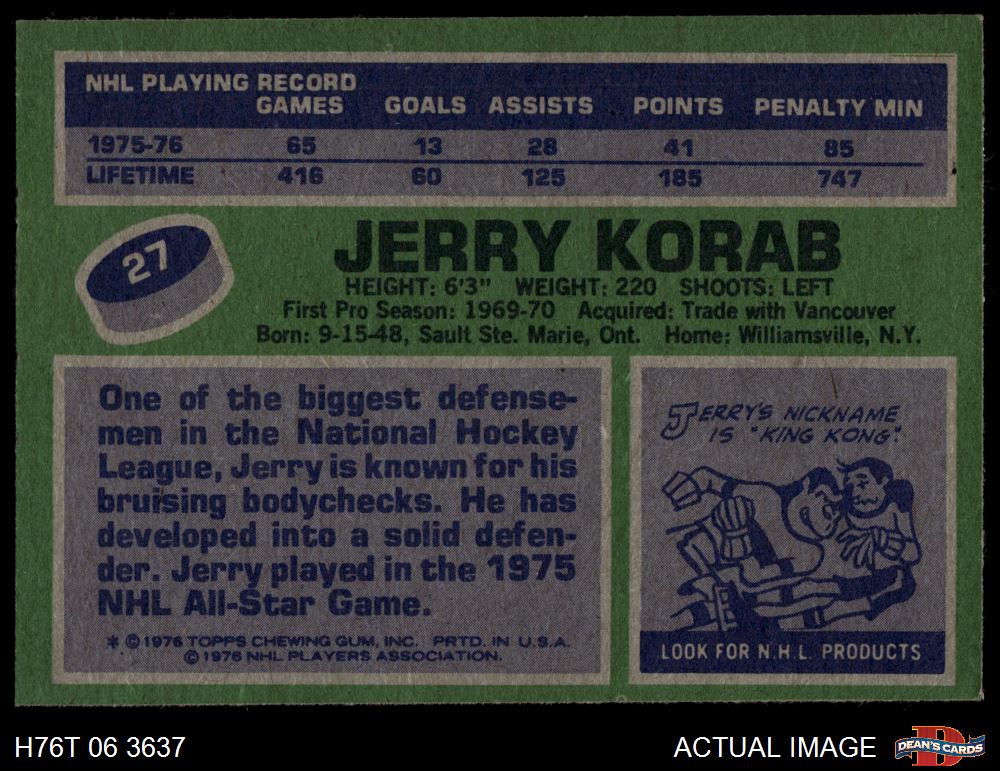 NHL PLAYING RECORD
GAMES GOALS ASSISTS POINTS PENALTY MIN
1975-76 65 13 28 41 85
LIFETIME 416 60 125 185 747
27
JERRY KORAB
HEIGHT: 6'3" WEIGHT: 220 SHOOTS: LEFT
First Pro Season: 1969-70 Acquired: Trade with Vancouver
Born: 9-15-48, Sault Ste. Marie, Ont. Home: Williamsville, N.Y.
One of the biggest defense-
men in the National Hockey
League, Jerry is known for his
bruising bodychecks. He has
developed into a solid defen-
der. Jerry played in the 1975
NHL All-Star Game.
* © 1976 TOPPS CHEWING GUM, INC. PRTD. IN U.S.A.
© 1976 NHL PLAYERS ASSOCIATION.
JERRY'S NICKNAME
IS "KING KONG".
LOOK FOR N.H.L. PRODUCTS
H76T 06 3637
ACTUAL IMAGE
D
DEAN'S CARDS